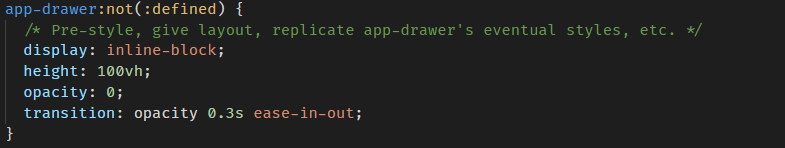 app-drawer:not(:defined) {
  /* Pre-style, give layout, replicate app-drawer's eventual styles, etc. */
  display: inline-block;
  height: 100vh;
  opacity: 0;
  transition: opacity 0.3s ease-in-out;
}